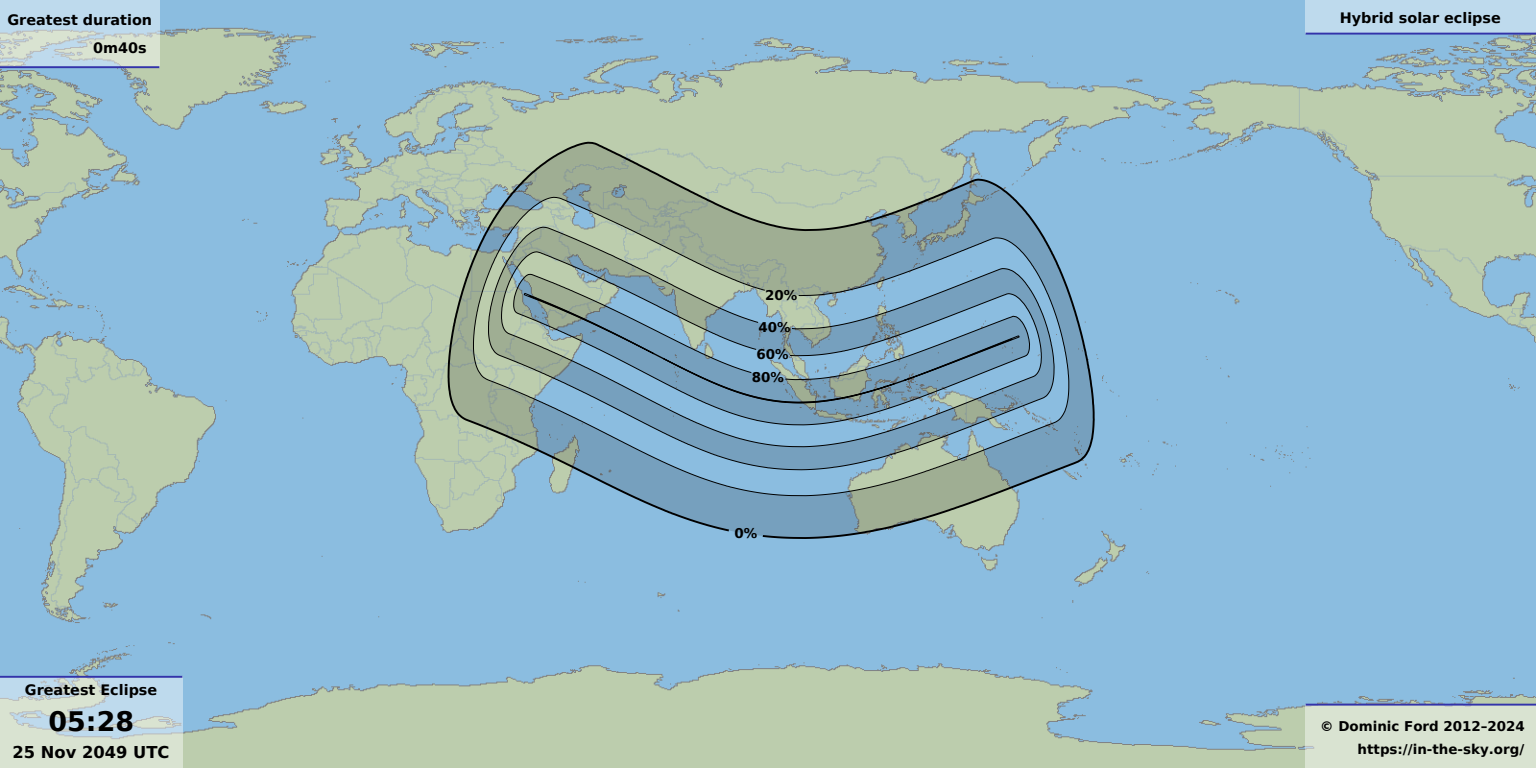 Greatest duration
0m40s
Hybrid solar eclipse
20%
40%
60%
80%
0%
Greatest Eclipse
05:28
25 Nov 2049 UTC
© Dominic Ford 2012–2024
https://in-the-sky.org/